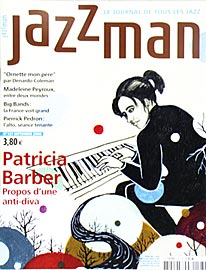 LE JOURNAL DE TOUS LES JAZZ
jazzman
"Ornette mon père"
par Denardo Coleman
Madeleine Peyroux,
entre deux mondes
Big Bands:
la France voit grand
Pierrick Pedron:
l'alto, séance tenante
3,80 €
Patricia
Barber
Propos d'une
anti-diva